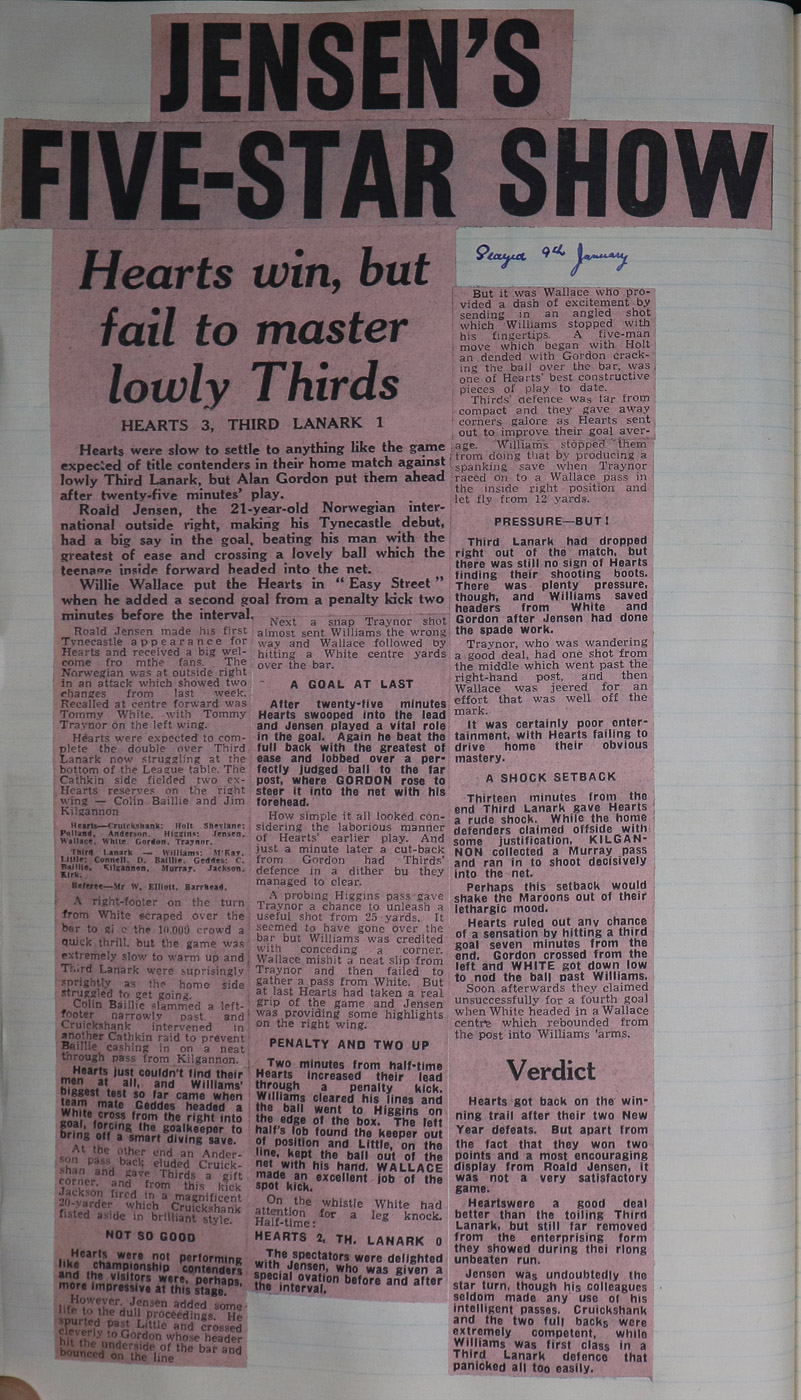 JENSEN'S
FIVE-STAR SHOW
Hearts win, but
fail to master
lowly Thirds
HEARTS 3, THIRD LANARK 1
Hearts were slow to settle to anything like the game
expected of title contenders in their home match against
lowly Third Lanark, but Alan Gordon put them ahead
after twenty-five minutes' play.
Roald Jensen, the 21-year-old Norwegian inter-
national outside right, making his Tynecastle debut,
had a big say in the goal, beating his man with the
greatest of ease and crossing a lovely ball which the
teenage inside forward headed into the net.
Willie Wallace put the Hearts in "Easy Street"
when he added a second goal from a penalty kick two
minutes before the interval.
Roald Jensen made his first
Tynecastle appearance for
Hearts and received a big wel-
come fro mthe fans. The
Norwegian was at outside right
in an attack which showed two
changes from last week.
Recalled at centre forward was
Tommy White, with Tommy
Traynor on the left wing.
Hearts were expected to com-
plete the double over Third
Lanark now struggling at the
bottom of the League table. The
Cathkin side fielded two ex-
Hearts reserves on the right
wing — Colin Baillie and Jim
Kilgannon
Hearts—Cruickshank; Holt Shevlane;
Polland, Anderson, Higgins; Jensen,
Wallace, White, Gordon, Traynor.
Third Lanark — Williams; M'Kay,
Little; Connell, D. Baillie, Geddes; C.
Baillie, Kilgannon, Murray, Jackson,
Kirk.
Referee—Mr W. Elliott, Barrhead.
A right-footer on the turn
from White scraped over the
bar to gi e the 10,000 crowd a
quick thrill, but the game was
extremely slow to warm up and
Third Lanark were suprisingly
sprightly as the home side
struggled to get going.
Colin Baillie slammed a left-
footer narrowly past, and
Cruickshank intervened in
another Cathkin raid to prevent
Baillie cashing in on a neat
through pass from Kilgannon.
Hearts just couldn't find their
men at all, and Williams'
biggest test so far came when
team mate Geddes headed a
White cross from the right into
goal, forcing the goalkeeper to
bring off a smart diving save.
At the other end an Ander-
son pass back eluded Cruick-
shan and gave Thirds a gift
corner, and from this kick
Jackson fired in a magnificent
20-yarder which Cruickshank
fisted aside in brilliant style.
NOT SO GOOD
Hearts were not performing
like championship contenders
and the visitors were, perhaps,
more impressive at this stage.
However, Jensen added some
life to the dull proceedings. He
spurted past Little and crossed
cleverly to Gordon whose header
hit the underside of the bar and
bounced on the line
Next a snap Traynor shot
almost sent Williams the wrong
way and Wallace followed by
hitting a White centre yards
over the bar.
A GOAL AT LAST
After twenty-five minutes
Hearts swooped into the lead
and Jensen played a vital role
in the goal. Again he beat the
full back with the greatest of
ease and lobbed over a per-
fectly judged ball to the far
post, where GORDON rose to
steer it into the net with his
forehead.
How simple it all looked con-
sidering the laborious manner
of Hearts' earlier play. And
just a minute later a cut-back
from Gordon had Thirds'
defence in a dither bu they
managed to clear.
A probing Higgins pass gave
Traynor a chance to unleash a
useful shot from 25 yards. It
seemed to have gone over the
bar but Williams was credited
with conceding a corner.
Wallace mishit a neat slip from
Traynor and then failed to
gather a pass from White. But
at last Hearts had taken a real
grip of the game and Jensen
was providing some highlights
on the right wing.
PENALTY AND TWO UP
Two minutes from half-time
Hearts increased their lead
through a penalty kick.
Williams cleared his lines and
the ball went to Higgins on
the edge of the box. The left
half's lob found the keeper out
of position and Little, on the
line, kept the ball out of the
net with his hand. WALLACE
made an excellent job of the
spot kick.
On the whistle White had
attention for a leg knock.
Half-time:
HEARTS 2, TH. LANARK 0
The spectators were delighted
with Jensen, who was given a
special ovation before and after
the interval.
Played 9th January
But it was Wallace who pro-
vided a dash of excitement by
sending in an angled shot
which Williams stopped with
his fingertips. A five-man
move which began with Holt
an dended with Gordon crack-
ing the ball over the bar, was
one of Hearts' best constructive
pieces of play to date.
Thirds' defence was far from
compact and they gave away
corners galore as Hearts sent
out to improve their goal aver-
age. Williams stopped them
from doing that by producing a
spanking save when Traynor
raced on to a Wallace pass in
the inside right position and
let fly from 12 yards.
PRESSURE—BUT!
Third Lanark had dropped
right out of the match, but
there was still no sign of Hearts
finding their shooting boots.
There was plenty pressure,
though, and Williams saved
headers from White and
Gordon after Jensen had done
the spade work.
Traynor, who was wandering
a good deal, had one shot from
the middle which went past the
right-hand post, and then
Wallace was jeered for an
effort that was well off the
mark.
It was certainly poor enter-
tainment, with Hearts failing to
drive home their obvious
mastery.
A SHOCK SETBACK
Thirteen minutes from the
end Third Lanark gave Hearts
a rude shock. While the home
defenders claimed offside with
some justification, KILGAN-
NON collected a Murray pass
and ran in to shoot decisively
into the net.
Perhaps this setback would
shake the Maroons out of their
lethargic mood.
Hearts ruled out any chance
of a sensation by hitting a third
goal seven minutes from the
end. Gordon crossed from the
left and WHITE got down low
to nod the ball past Williams.
Soon afterwards they claimed
unsuccessfully for a fourth goal
when White headed in a Wallace
centre which rebounded from
the post into Williams 'arms.
Verdict
Hearts got back on the win-
ning trail after their two New
Year defeats. But apart from
the fact that they won two
points and a most encouraging
display from Roald Jensen, it
was not a very satisfactory
game.
Heartswere a good deal
better than the toiling Third
Lanark, but still far removed
from the enterprising form
they showed during thei rlong
unbeaten run.
Jensen was undoubtedly the
star turn, though his colleagues
seldom made any use of his
intelligent passes. Cruickshank
and the two full backs were
extremely competent, while
Williams was first class in a
Third Lanark defence that
panicked all too easily.